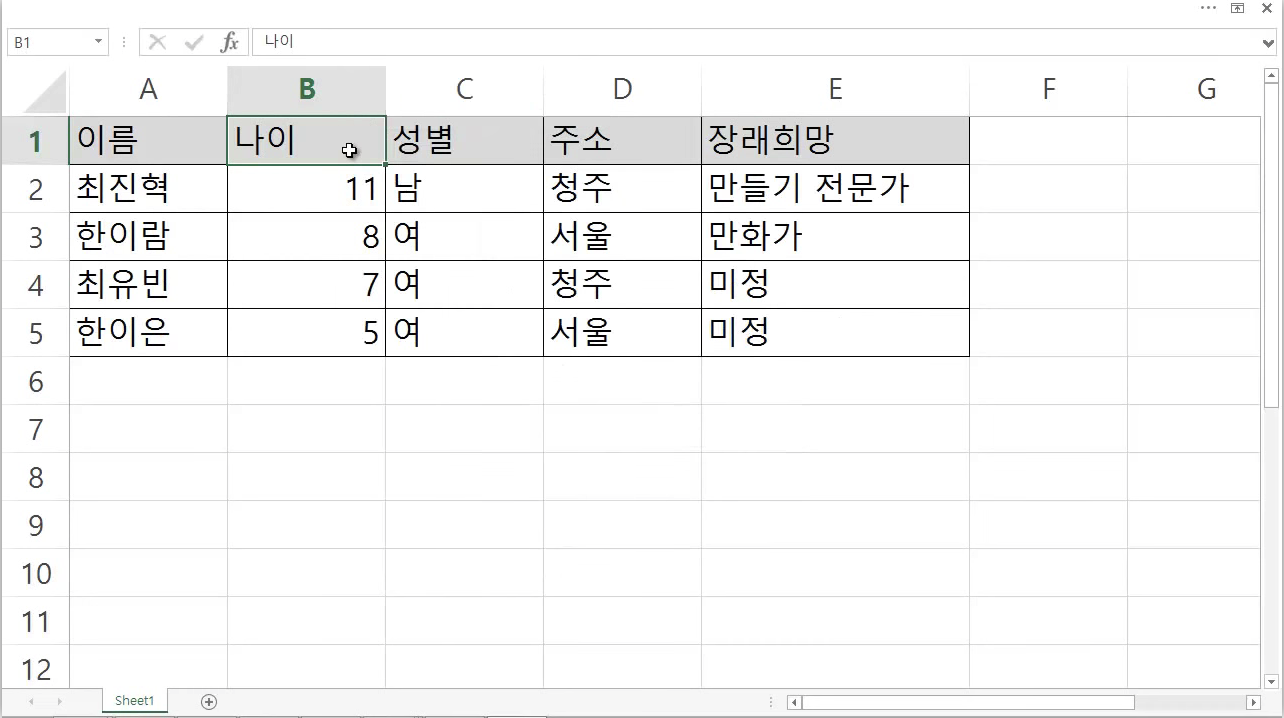 B1 fx 나이
A B C D E F G
1 이름 나이 성별 주소 장래희망
2 최진혁 11 남 청주 만들기 전문가
3 한이람 8 여 서울 만화가
4 최유빈 7 여 청주 미정
5 한이은 5 여 서울 미정
6
7
8
9
10
11
12
Sheet1